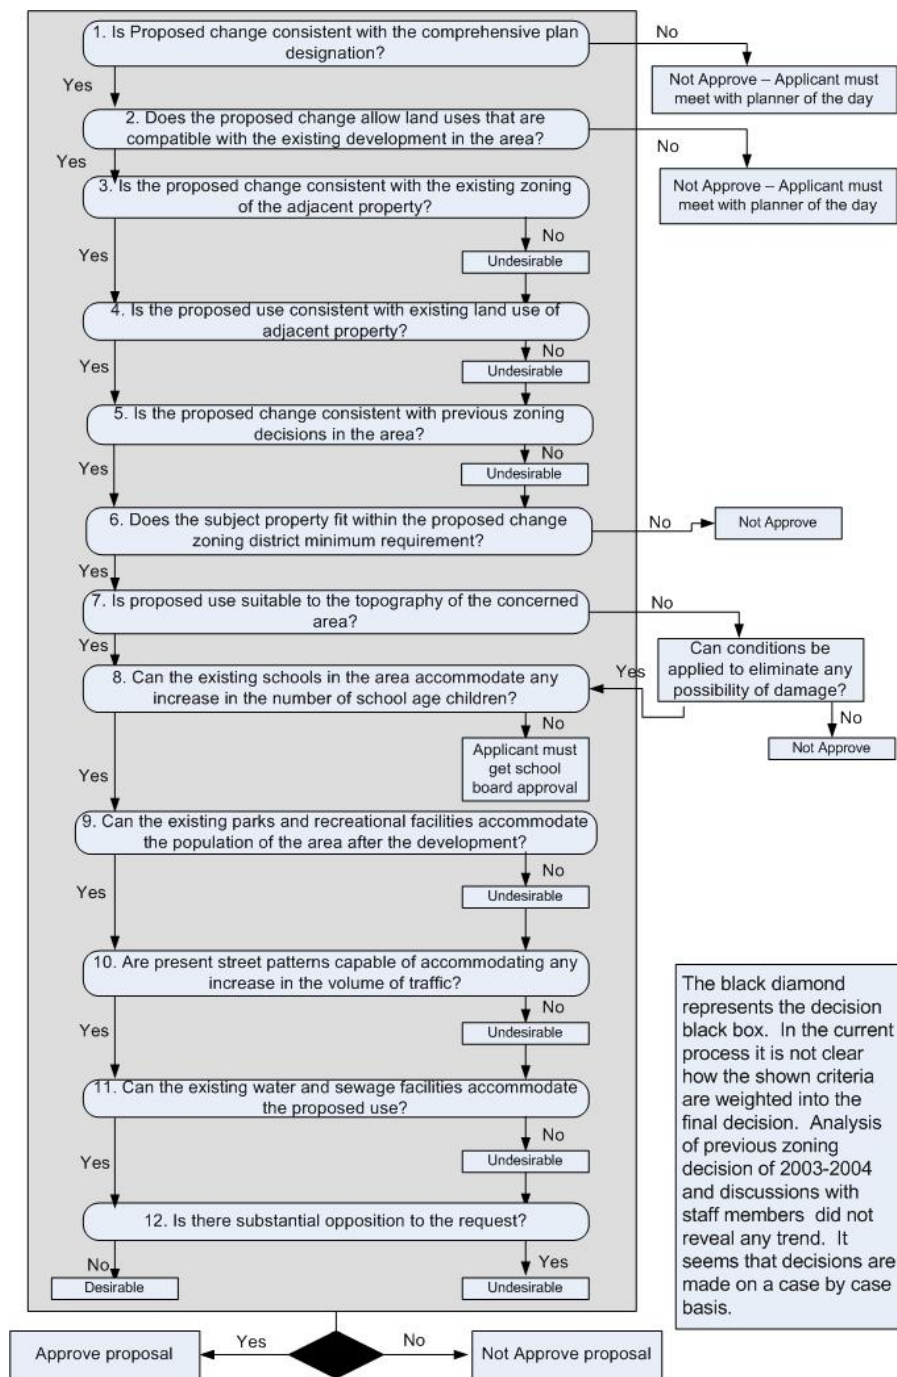 1. Is Proposed change consistent with the comprehensive plan
designation?
No
Not Approve – Applicant must
meet with planner of the day
Yes
2. Does the proposed change allow land uses that are
compatible with the existing development in the area?
No
Not Approve – Applicant must
meet with planner of the day
Yes
3. Is the proposed change consistent with the existing zoning
of the adjacent property?
No
Undesirable
Yes
4. Is the proposed use consistent with existing land use of
adjacent property?
No
Undesirable
Yes
5. Is the proposed change consistent with previous zoning
decisions in the area?
No
Undesirable
Yes
6. Does the subject property fit within the proposed change
zoning district minimum requirement?
No
Not Approve
Yes
7. Is proposed use suitable to the topography of the concerned
area?
No
Can conditions be
applied to eliminate any
possibility of damage?
Yes
No
Not Approve
Yes
8. Can the existing schools in the area accommodate any
increase in the number of school age children?
No
Applicant must
get school
board approval
Yes
9. Can the existing parks and recreational facilities accommodate
the population of the area after the development?
No
Undesirable
Yes
10. Are present street patterns capable of accommodating any
increase in the volume of traffic?
No
Undesirable
Yes
11. Can the existing water and sewage facilities accommodate
the proposed use?
No
Undesirable
Yes
12. Is there substantial opposition to the request?
No
Desirable
Yes
Undesirable
The black diamond
represents the decision
black box. In the current
process it is not clear
how the shown criteria
are weighted into the
final decision. Analysis
of previous zoning
decision of 2003-2004
and discussions with
staff members did not
reveal any trend. It
seems that decisions are
made on a case by case
basis.
Yes
Approve proposal
No
Not Approve proposal